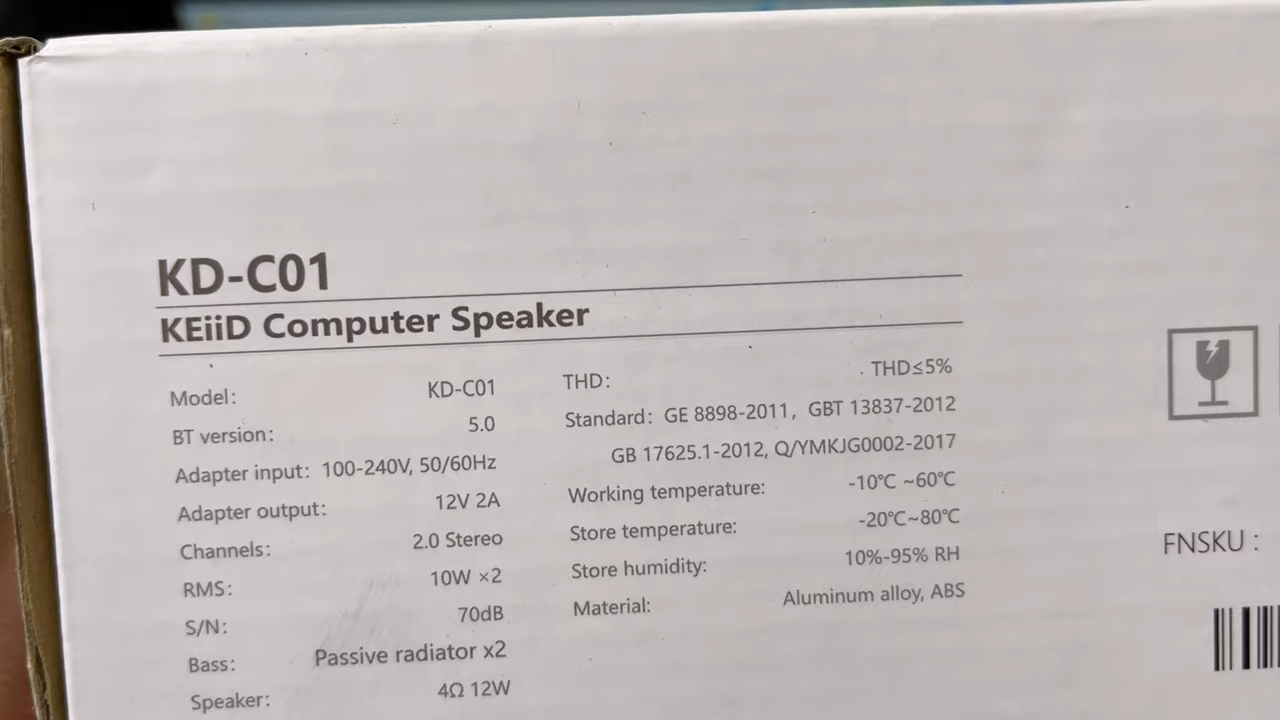 KD-C01
KEiiD Computer Speaker
Model: KD-C01
BT version: 5.0
Adapter input: 100-240V, 50/60Hz
Adapter output: 12V 2A
Channels: 2.0 Stereo
RMS: 10W ×2
S/N: 70dB
Bass: Passive radiator x2
Speaker: 4Ω 12W
THD: THD≤5%
Standard: GE 8898-2011, GBT 13837-2012
GB 17625.1-2012, Q/YMKJG0002-2017
Working temperature: -10℃ ~60℃
Store temperature: -20℃~80℃
Store humidity: 10%-95% RH
Material: Aluminum alloy, ABS
FNSKU :